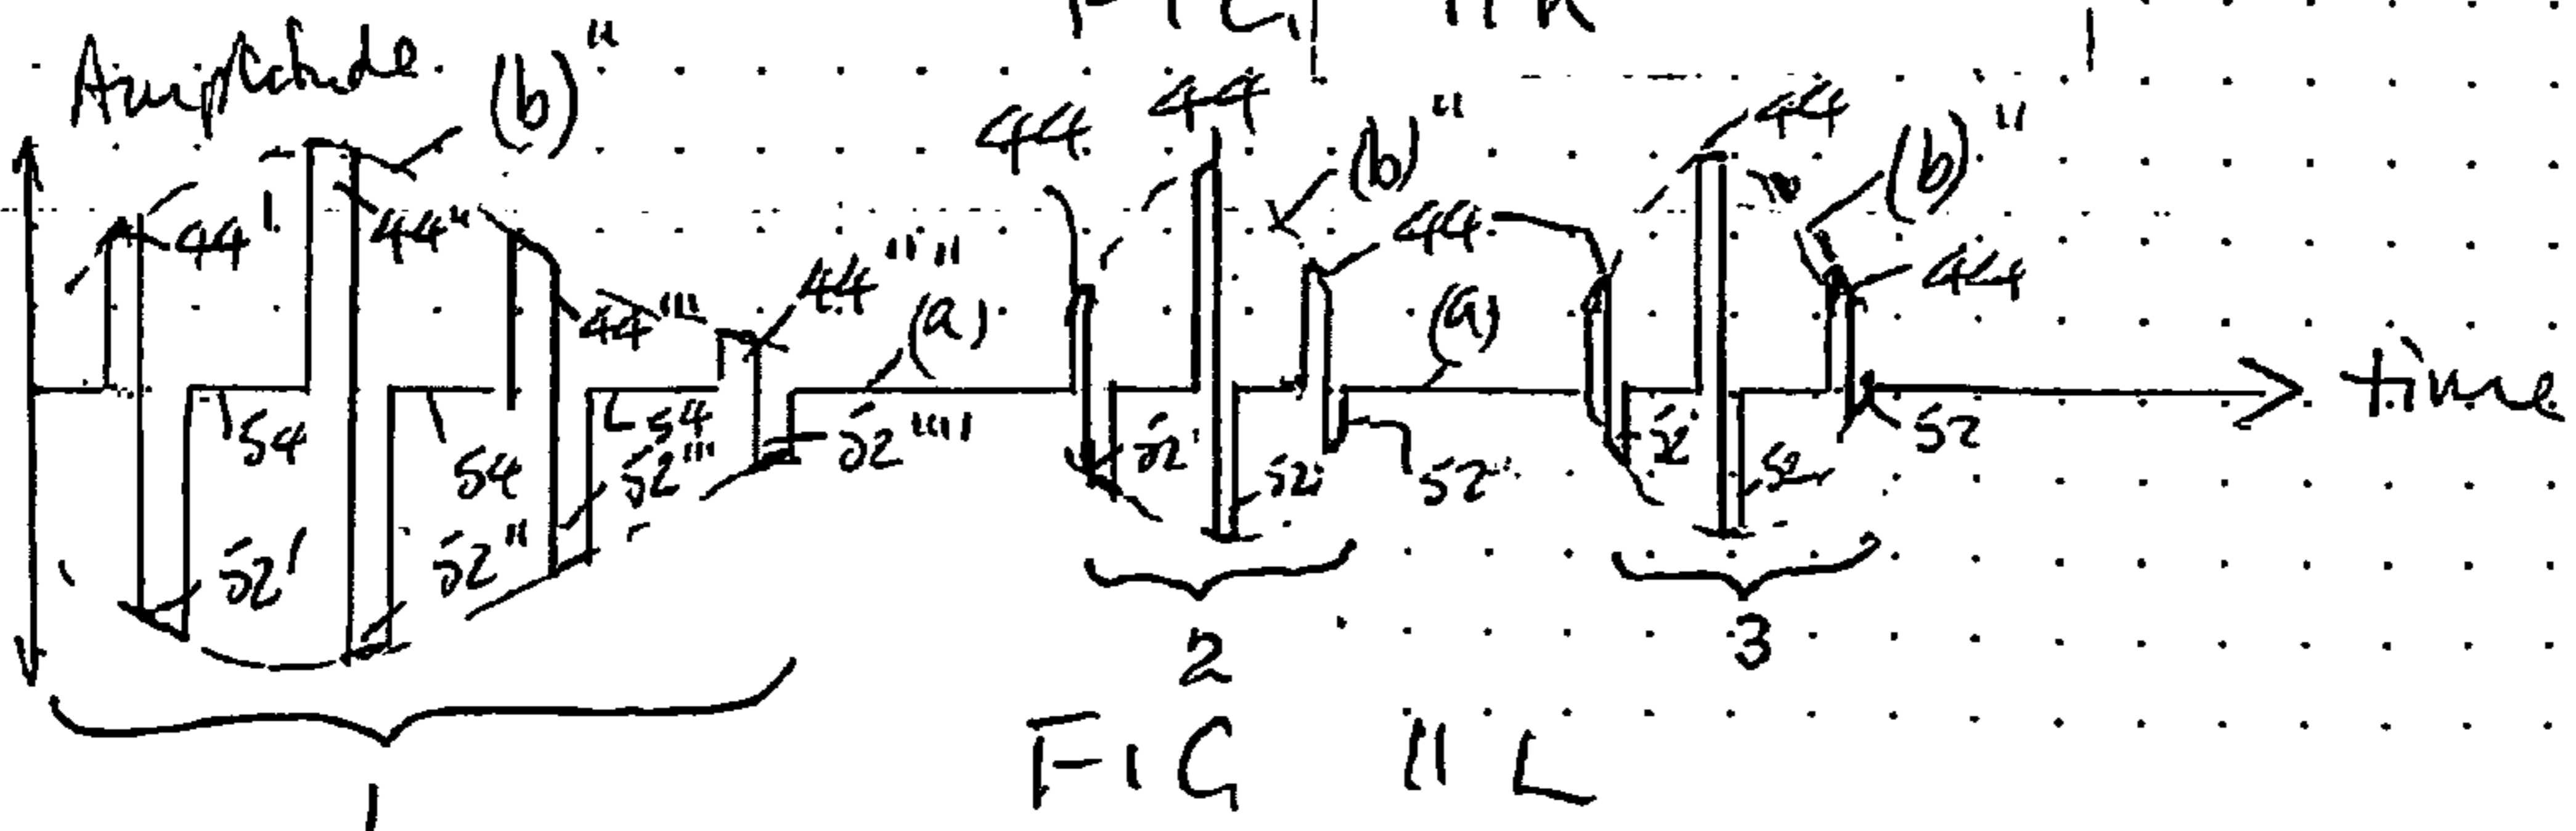 FIG 11K
Amplitude (b)"
44 44 (b)" 44 44 (b)" 44
44' 44" 44''' 44'''' (a) (a) time
54 54 54 52'''' 52' 52 52 52' 52 52
52' 52" 52'''
1 2 3
FIG 11L